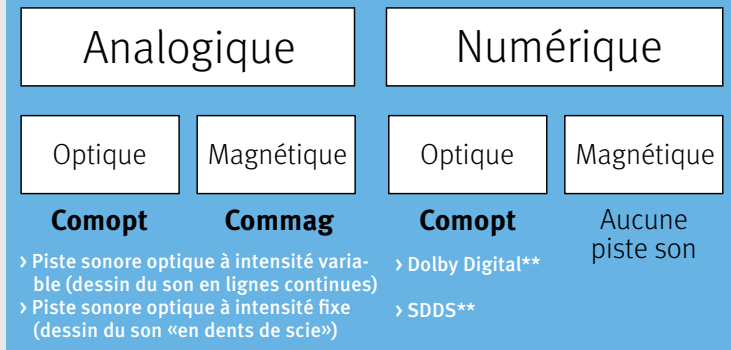 Analogique
Numérique
Optique
Magnétique
Optique
Magnétique
Comopt
Commag
Comopt
Aucune
piste son
› Piste sonore optique à intensité varia-
ble (dessin du son en lignes continues)
› Piste sonore optique à intensité fixe
(dessin du son «en dents de scie»)
› Dolby Digital**
› SDDS**